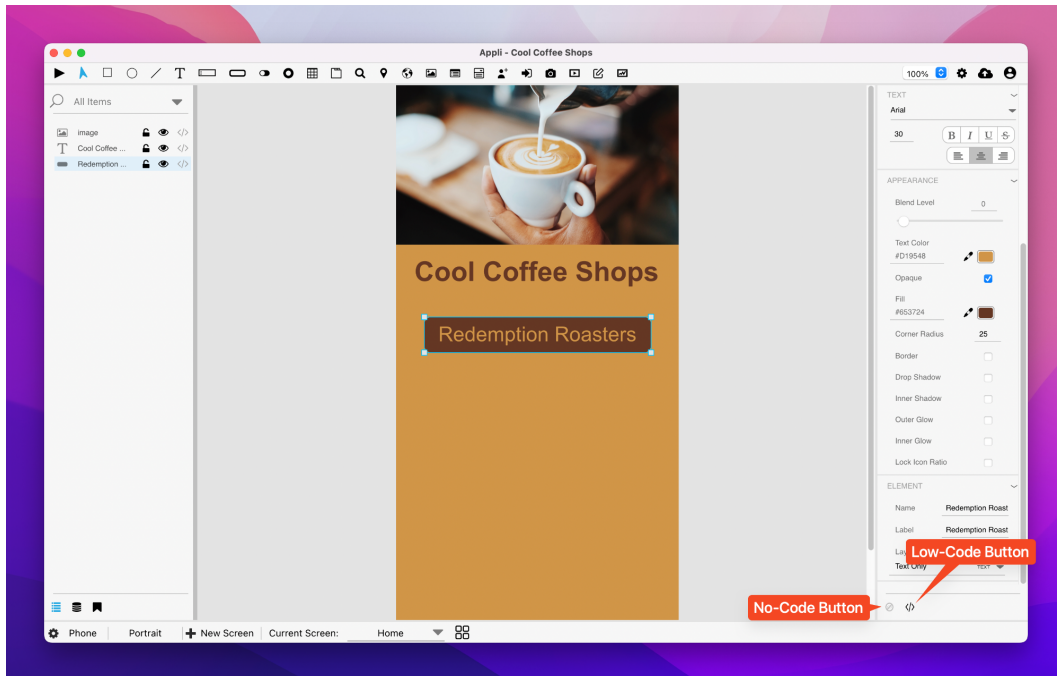 Appli - Cool Coffee Shops
T
100%
All Items
image
T Cool Coffee ...
Redemption ...
Cool Coffee Shops
Redemption Roasters
TEXT
Arial
30
B I U S
APPEARANCE
Blend Level 0
Text Color
#D19548
Opaque
Fill
#653724
Corner Radius 25
Border
Drop Shadow
Inner Shadow
Outer Glow
Inner Glow
Lock Icon Ratio
ELEMENT
Name Redemption Roast
Label Redemption Roast
Low-Code Button
Text Only TEXT
No-Code Button
Phone Portrait New Screen Current Screen: Home